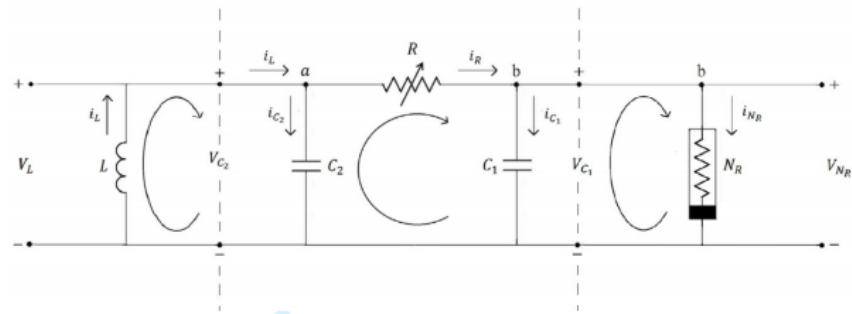 R
+ + i_L a i_R b + b +
i_L i_{C_2} i_{C_1} i_{N_R}
V_L L V_{C_2} C_2 C_1 V_{C_1} N_R V_{N_R}
− − − −